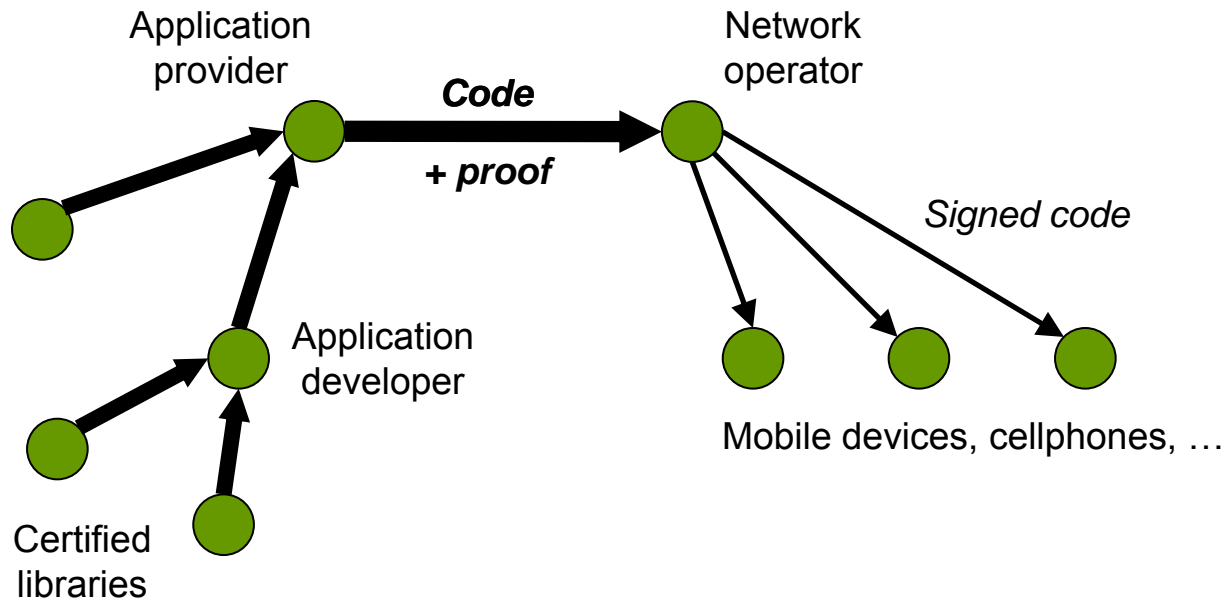 Application
provider
Network
operator
Code
+ proof
Signed code
Application
developer
Mobile devices, cellphones, …
Certified
libraries